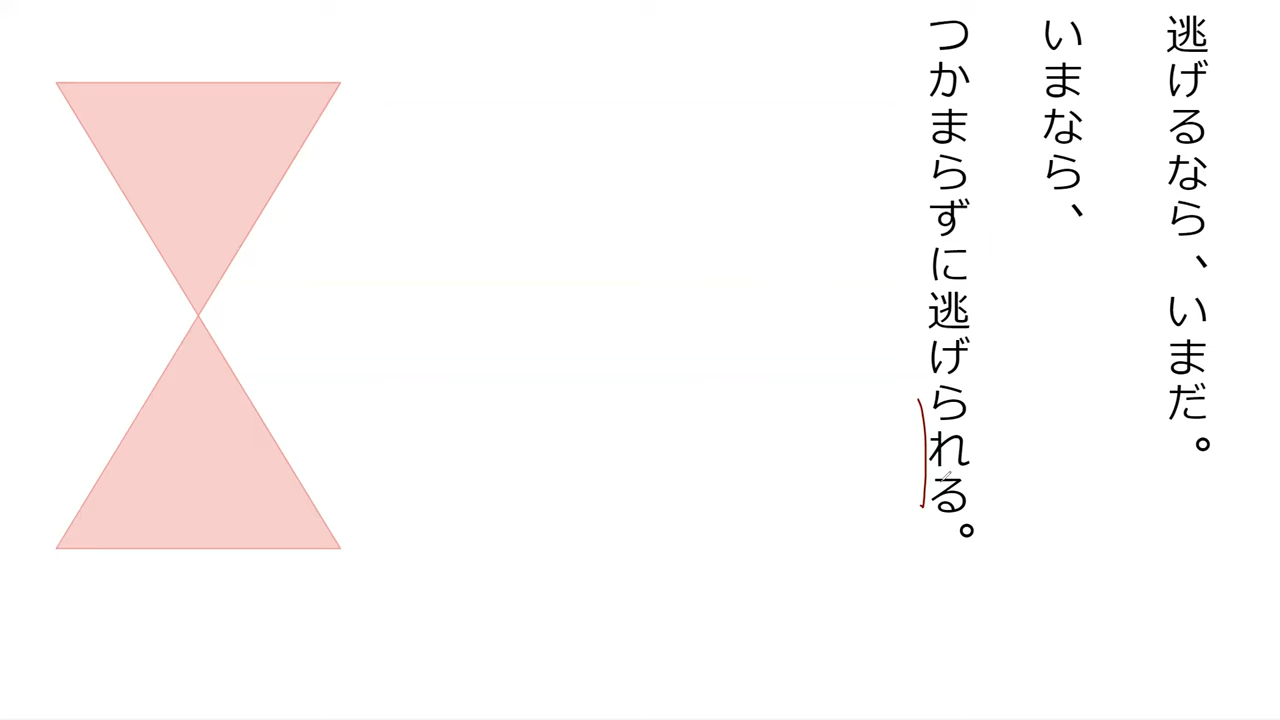 逃げるなら、いまだ。
いまなら、
つかまらずに逃げられる。